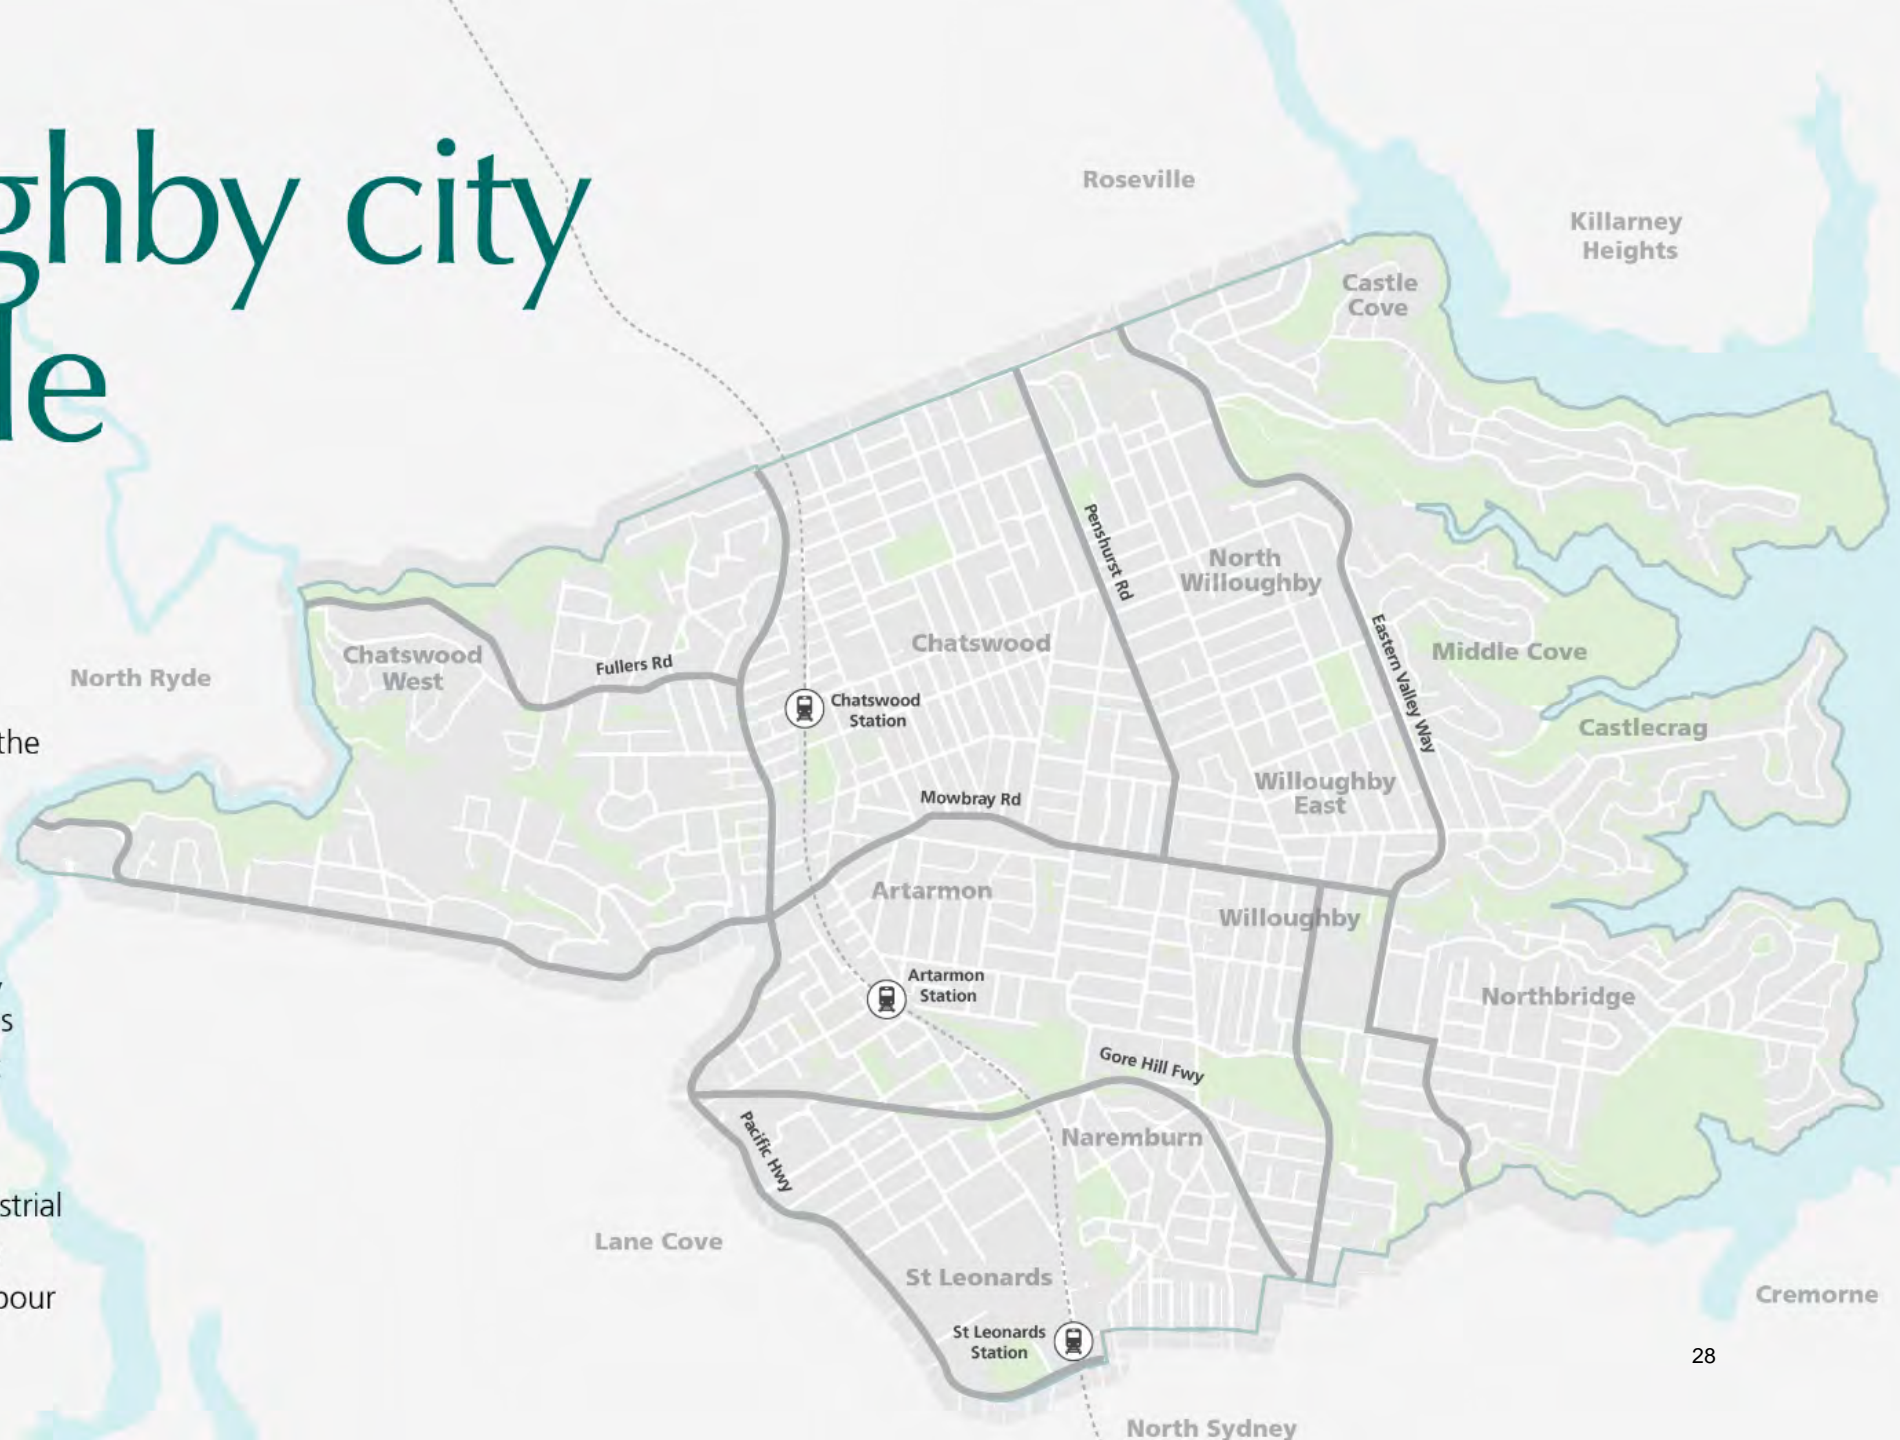 ghby city
le
the
s
strial
pour
Roseville
Killarney
Heights
Castle
Cove
North
Willoughby
Penshurst Rd
Chatswood
Eastern Valley Way
Middle Cove
Chatswood
West
Fullers Rd
North Ryde
Chatswood
Station
Castlecrag
Willoughby
East
Mowbray Rd
Artarmon
Willoughby
Artarmon
Station
Northbridge
Gore Hill Fwy
Pacific Hwy
Naremburn
Lane Cove
St Leonards
Cremorne
St Leonards
Station
28
North Sydney